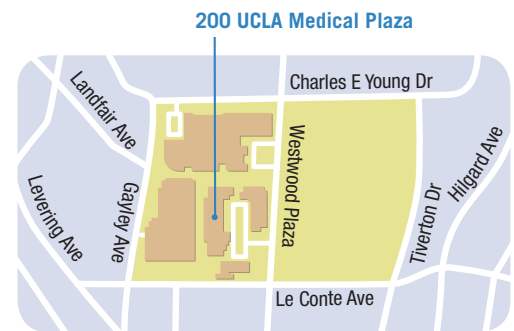 200 UCLA Medical Plaza
Charles E Young Dr
Landfair Ave
Levering Ave
Gayley Ave
Westwood Plaza
Tiverton Dr
Hilgard Ave
Le Conte Ave